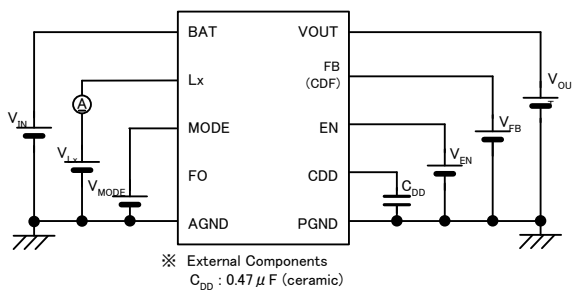 BAT VOUT
Lx FB
(CDF)
A
MODE EN
FO CDD
AGND PGND
V_IN
V_Lx
V_MODE
C_DD
V_EN
V_FB
V_OU
T
※ External Components
C_DD : 0.47 μ F (ceramic)